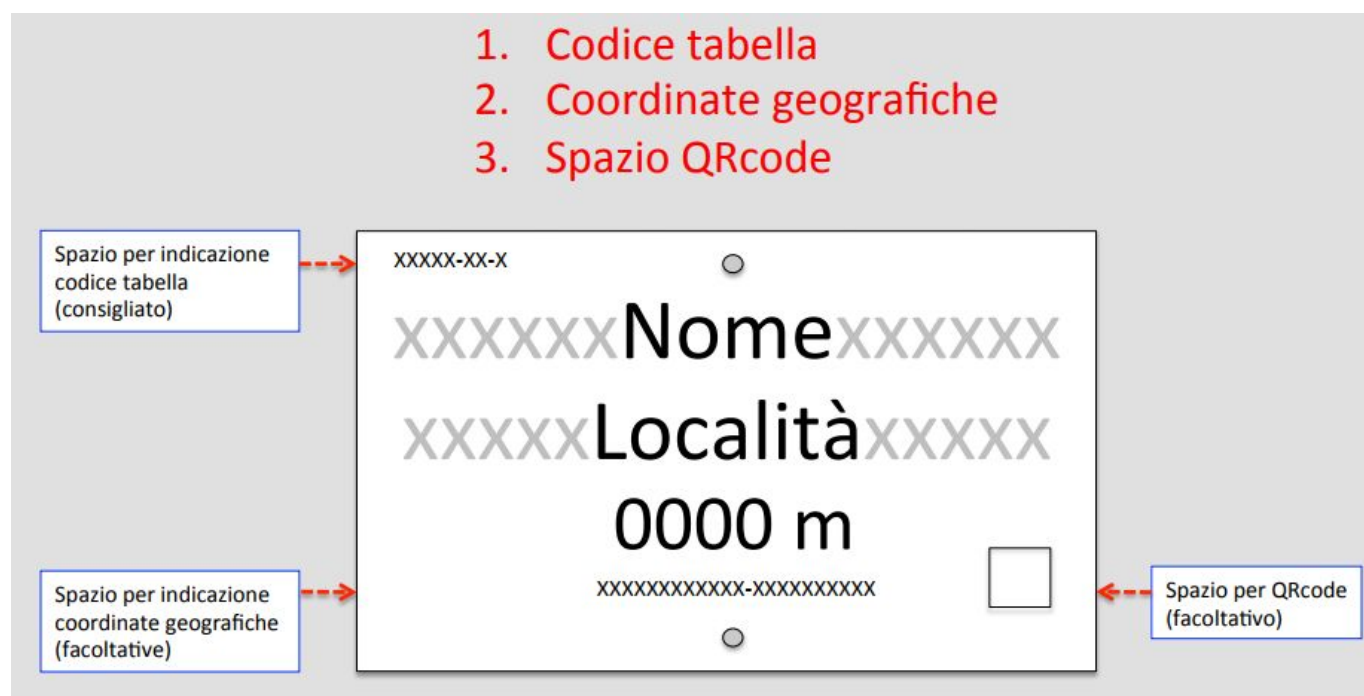 1. Codice tabella
2. Coordinate geografiche
3. Spazio QRcode
Spazio per indicazione
codice tabella
(consigliato)
XXXXX-XX-X
XXXXXXNomeXXXXXX
XXXXXLocalitàXXXXX
0000 m
XXXXXXXXXXXX-XXXXXXXXXX
Spazio per indicazione
coordinate geografiche
(facoltative)
Spazio per QRcode
(facoltativo)